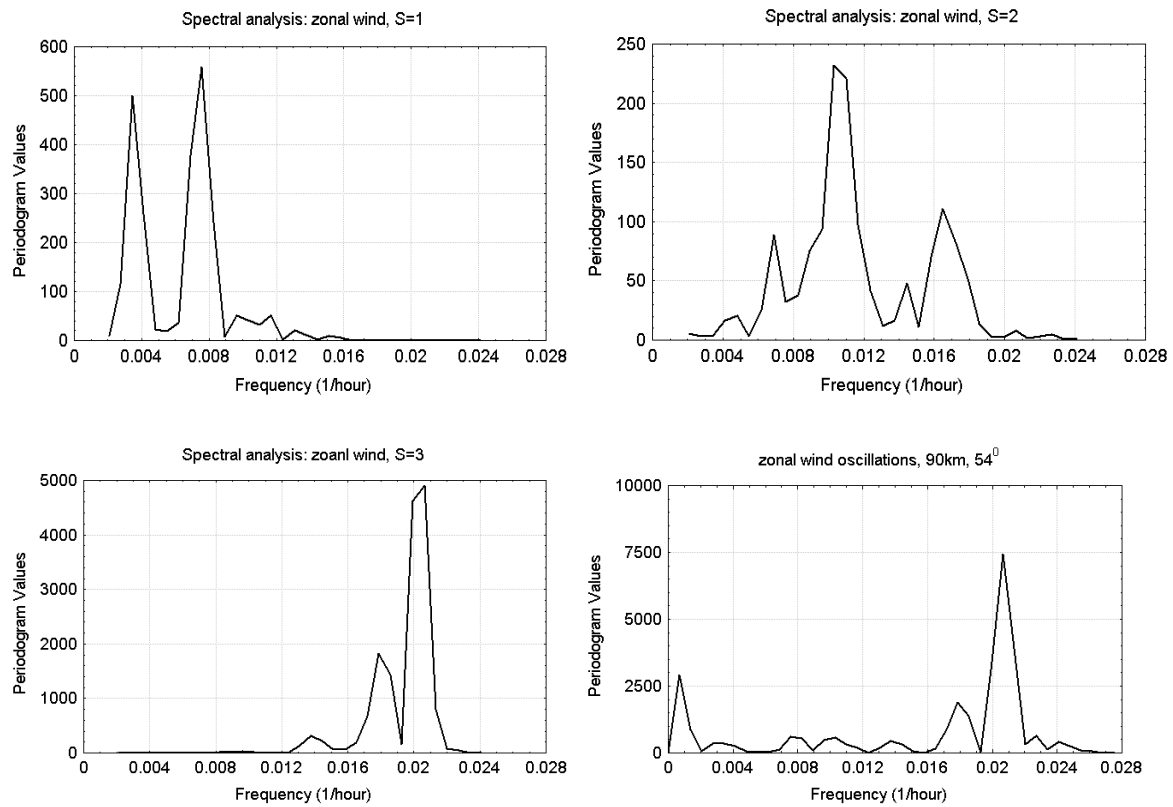 Spectral analysis: zonal wind, S=1
Periodogram Values
600
500
400
300
200
100
0
0 0.004 0.008 0.012 0.016 0.02 0.024 0.028
Frequency (1/hour)
Spectral analysis: zonal wind, S=2
Periodogram Values
250
200
150
100
50
0
0 0.004 0.008 0.012 0.016 0.02 0.024 0.028
Frequency (1/hour)
Spectral analysis: zoanl wind, S=3
Periodogram Values
5000
4000
3000
2000
1000
0
0 0.004 0.008 0.012 0.016 0.02 0.024 0.028
Frequency (1/hour)
zonal wind oscillations, 90km, 54⁰
Periodogram Values
10000
7500
5000
2500
0
0 0.004 0.008 0.012 0.016 0.02 0.024 0.028
Frequency (1/hour)